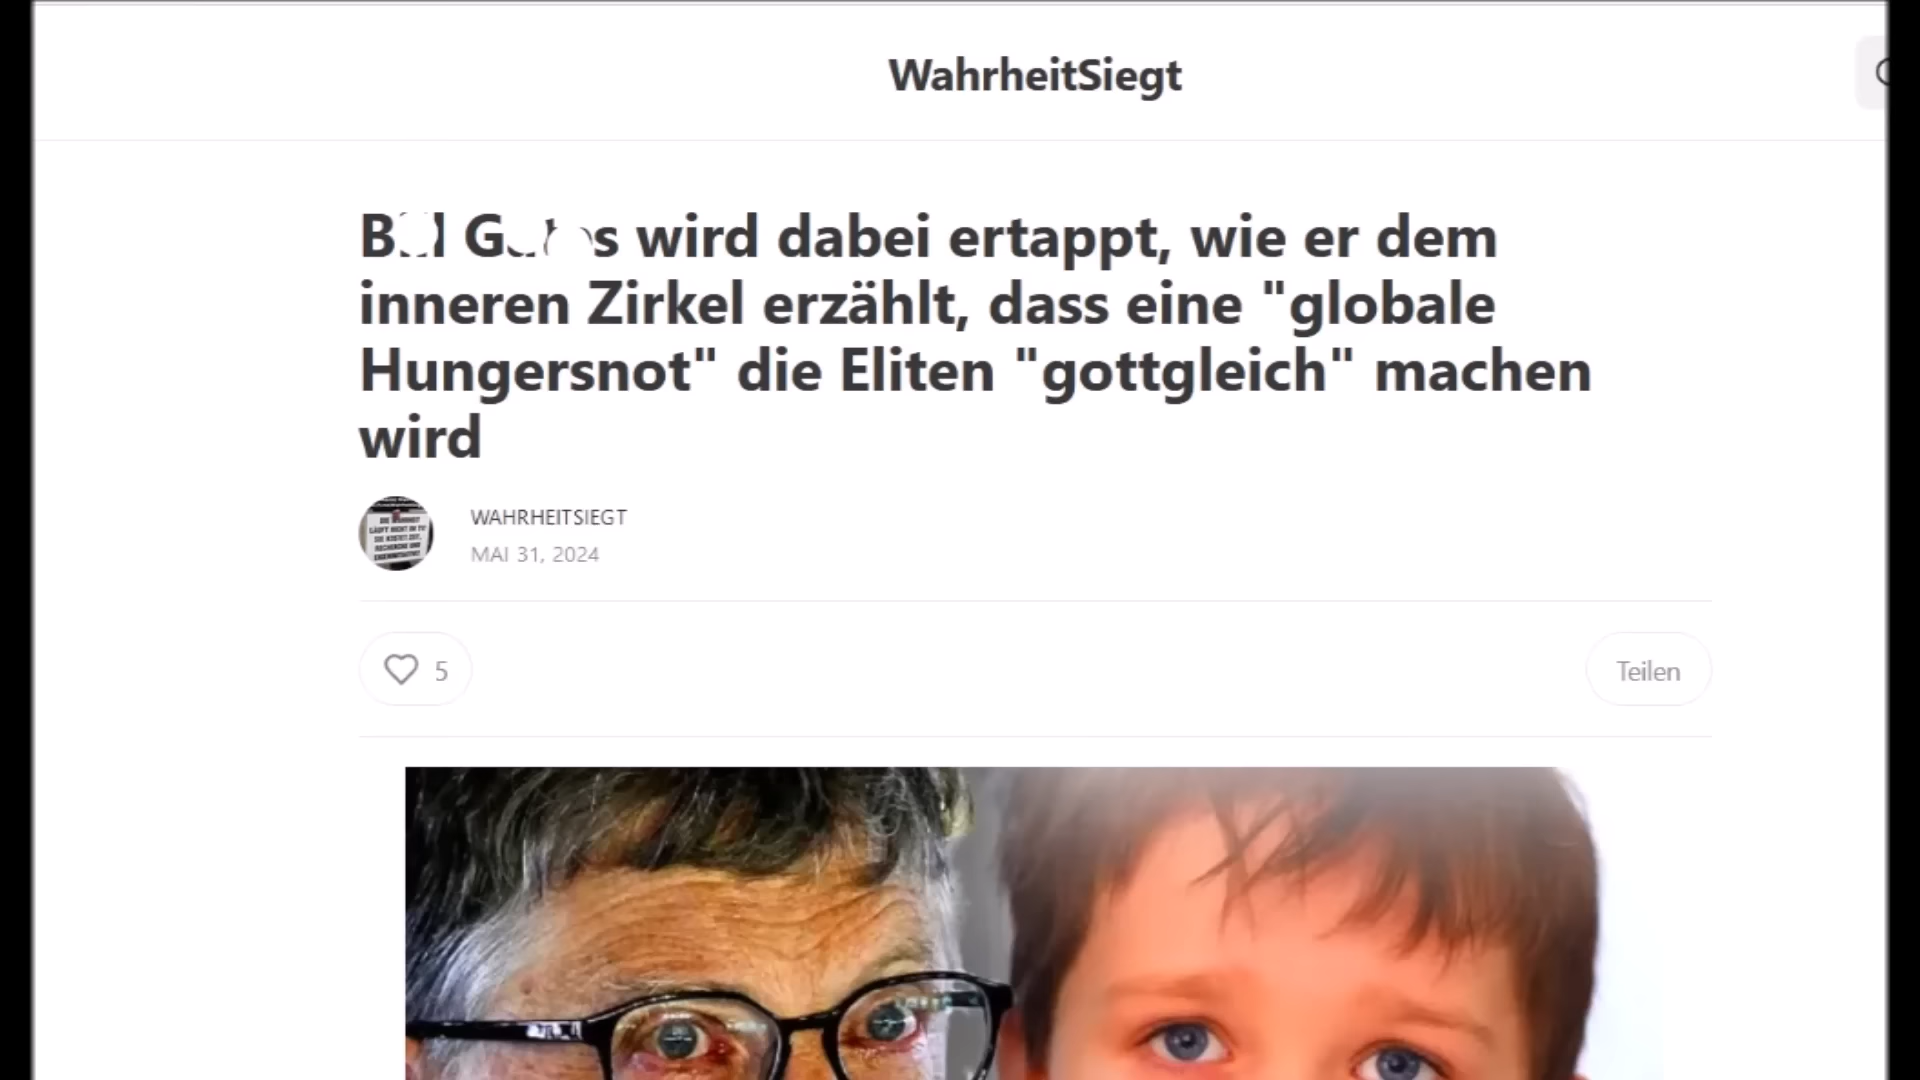 WahrheitSiegt
wird dabei ertappt, wie er dem
inneren Zirkel erzählt, dass eine "globale
Hungersnot" die Eliten "gottgleich" machen
wird
WAHRHEITSIEGT
MAI 31, 2024
5
Teilen